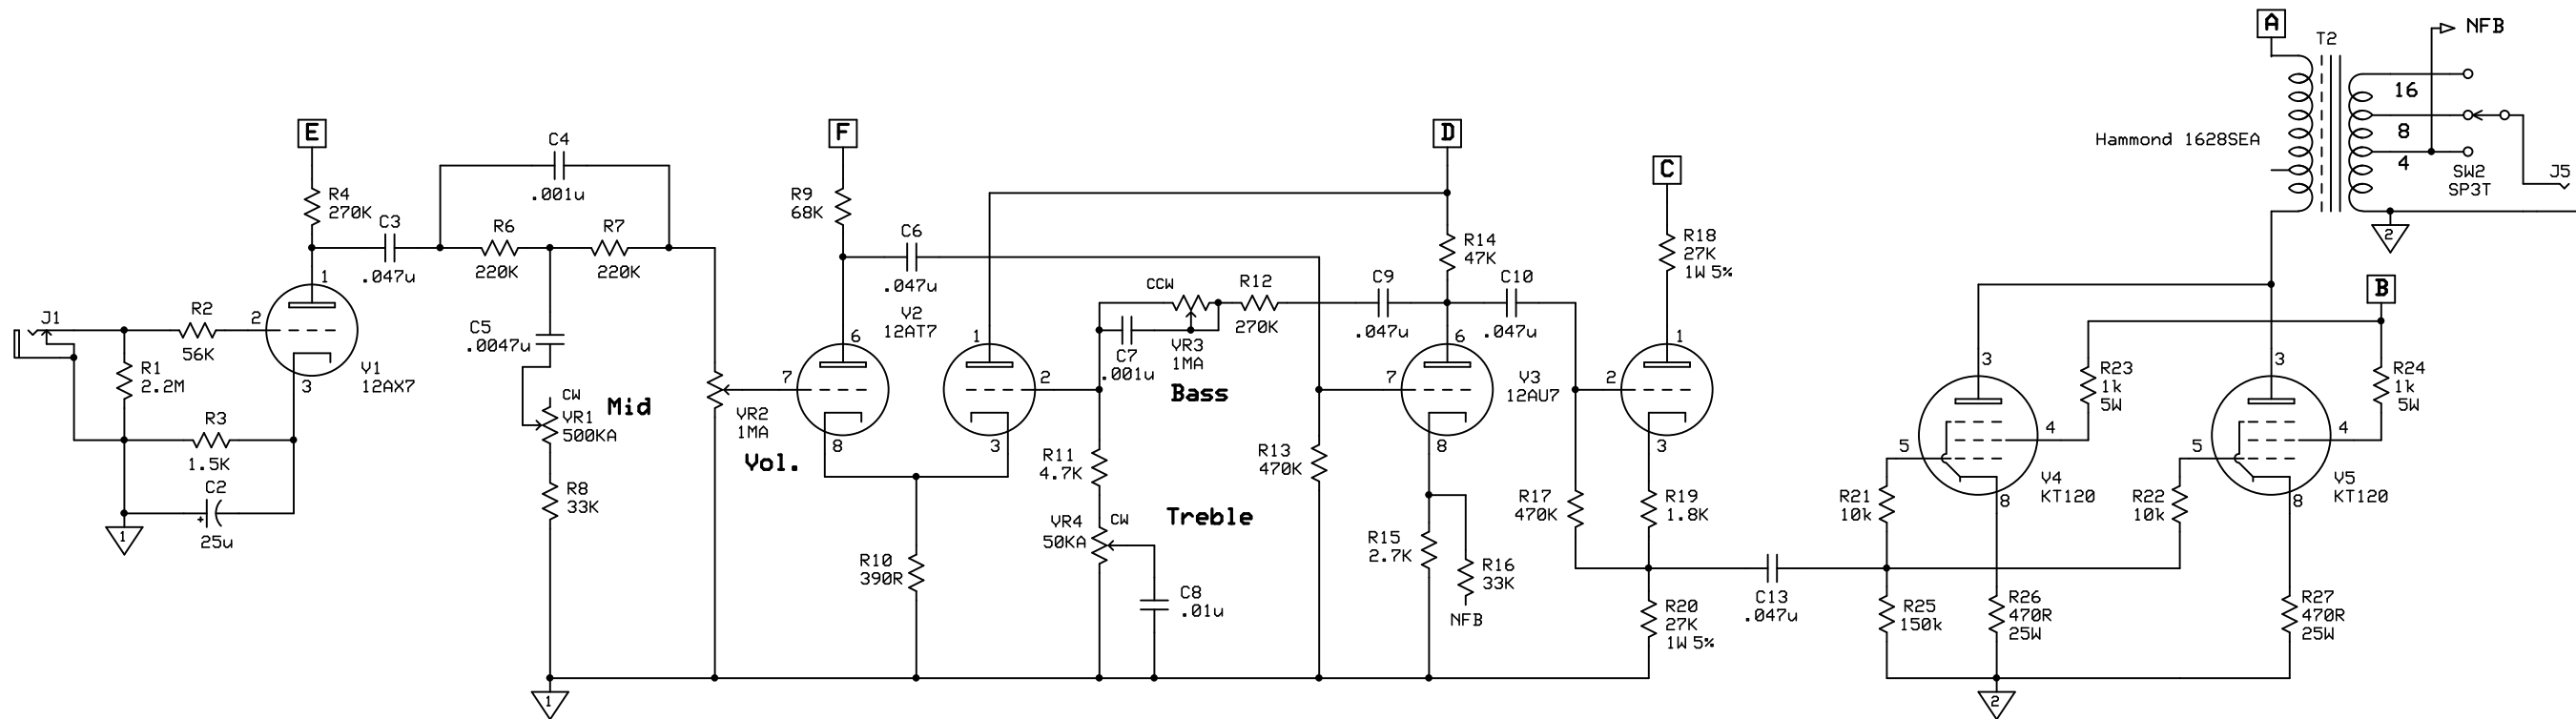 A
T2
NFB
16
8
4
Hammond 1628SEA
SW2
SP3T
J5
2
E
R4
270K
C3
.047u
C4
.001u
R6
220K
R7
220K
F
R9
68K
C6
.047u
D
R14
47K
C
R18
27K
1W 5%
B
J1
R2
56K
2
1
3
V1
12AX7
R1
2.2M
R3
1.5K
C2
+
25u
1
C5
.0047u
CW
VR1
500KA
Mid
R8
33K
1
VR2
1MA
Vol.
6
7
8
V2
12AT7
1
2
3
R10
390R
CCW
VR3
1MA
C7
.001u
Bass
R12
270K
C9
.047u
C10
.047u
R11
4.7K
VR4
50KA
CW
Treble
C8
.01u
R13
470K
6
7
8
V3
12AU7
1
2
3
R15
2.7K
R16
33K
NFB
R17
470K
R19
1.8K
R20
27K
1W 5%
C13
.047u
3
4
5
8
V4
KT120
R23
1k
5W
R21
10k
R25
150k
R26
470R
25W
2
3
4
5
8
V5
KT120
R24
1k
5W
R22
10k
R27
470R
25W